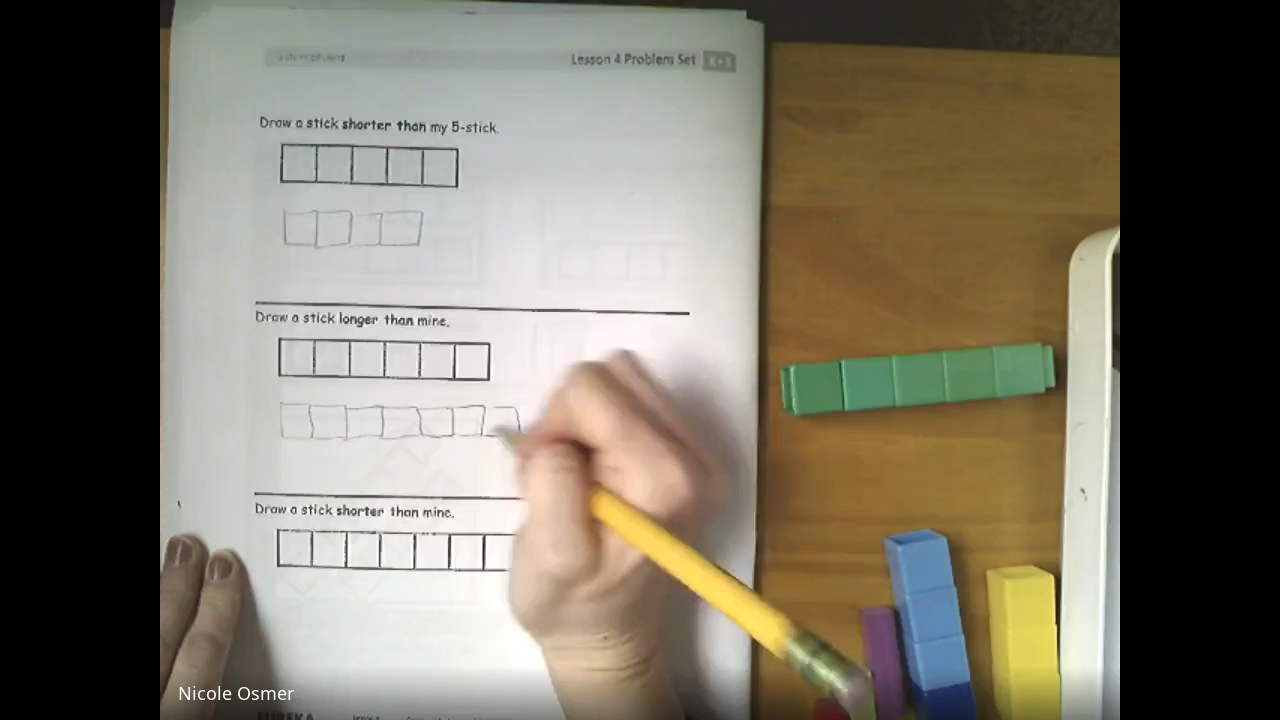 Lesson 4 Problem Set
Draw a stick shorter than my 5-stick.
Draw a stick longer than mine.
Draw a stick shorter than mine.
Nicole Osmer
EUREKA